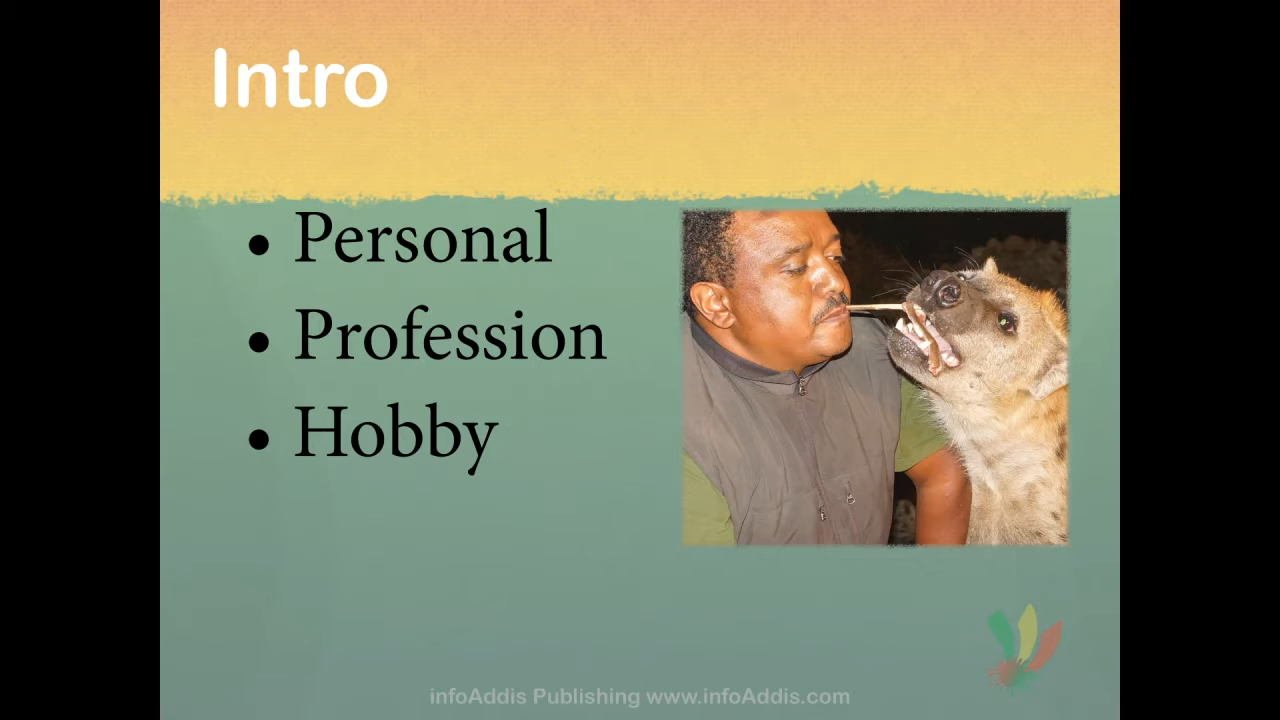 Intro
• Personal
• Profession
• Hobby
infoAddis Publishing www.infoAddis.com